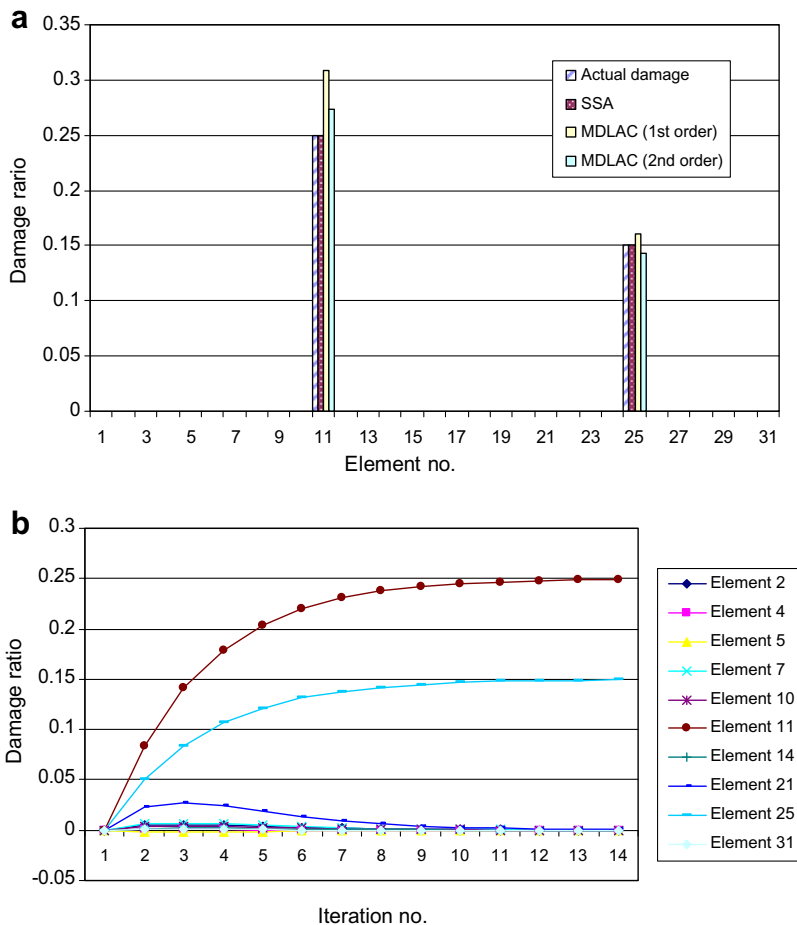 a
0.35
0.3
0.25
0.2
0.15
0.1
0.05
0
Damage rario
Actual damage
SSA
MDLAC (1st order)
MDLAC (2nd order)
1 3 5 7 9 11 13 15 17 19 21 23 25 27 29 31
Element no.
b
0.3
0.25
0.2
0.15
0.1
0.05
0
-0.05
Damage ratio
1 2 3 4 5 6 7 8 9 10 11 12 13 14
Iteration no.
Element 2
Element 4
Element 5
Element 7
Element 10
Element 11
Element 14
Element 21
Element 25
Element 31